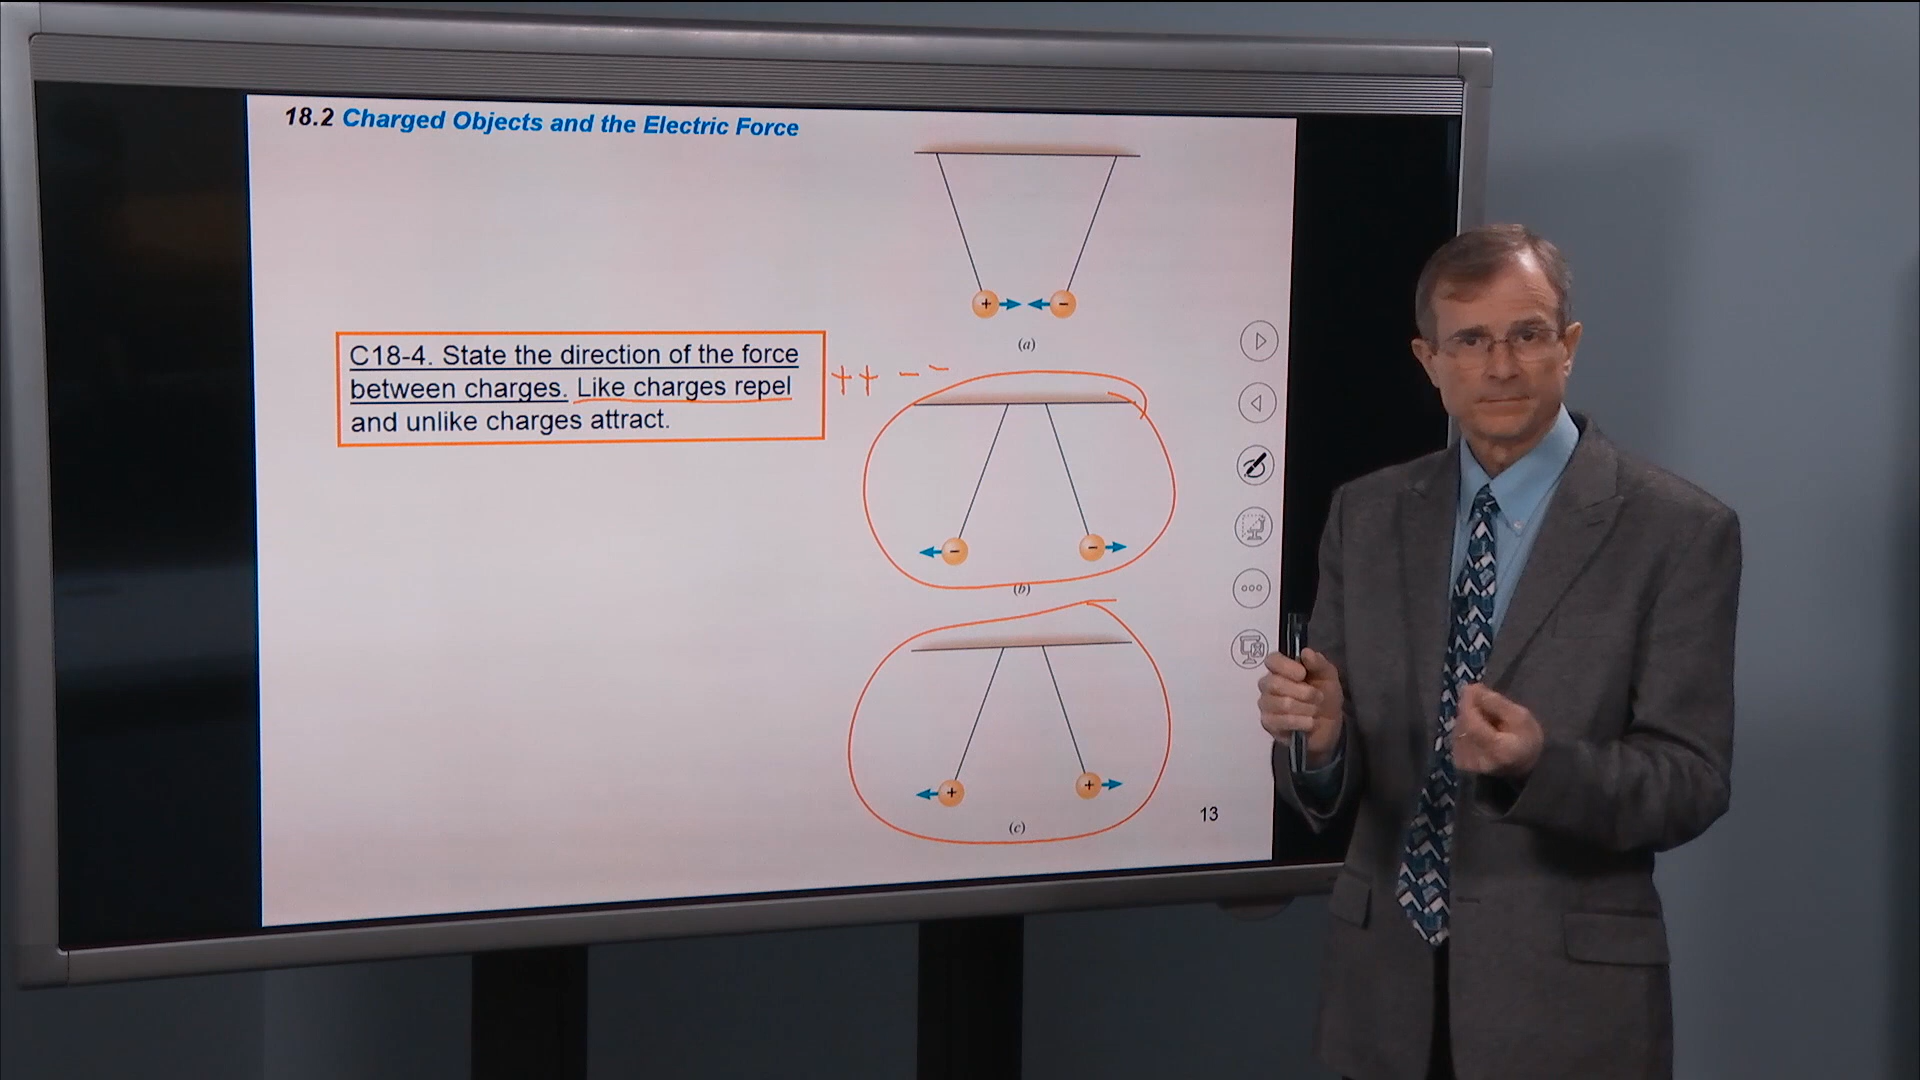 18.2 Charged Objects and the Electric Force
+ -
(a)
C18-4. State the direction of the force
between charges. Like charges repel
and unlike charges attract.
++ --
- -
(b)
+ +
(c)
13